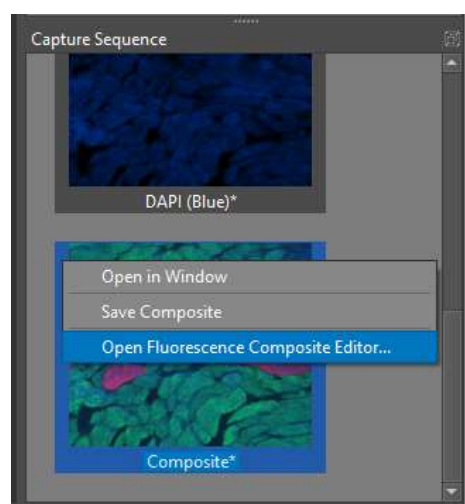 Capture Sequence
DAPI (Blue)*
Open in Window
Save Composite
Open Fluorescence Composite Editor...
Composite*